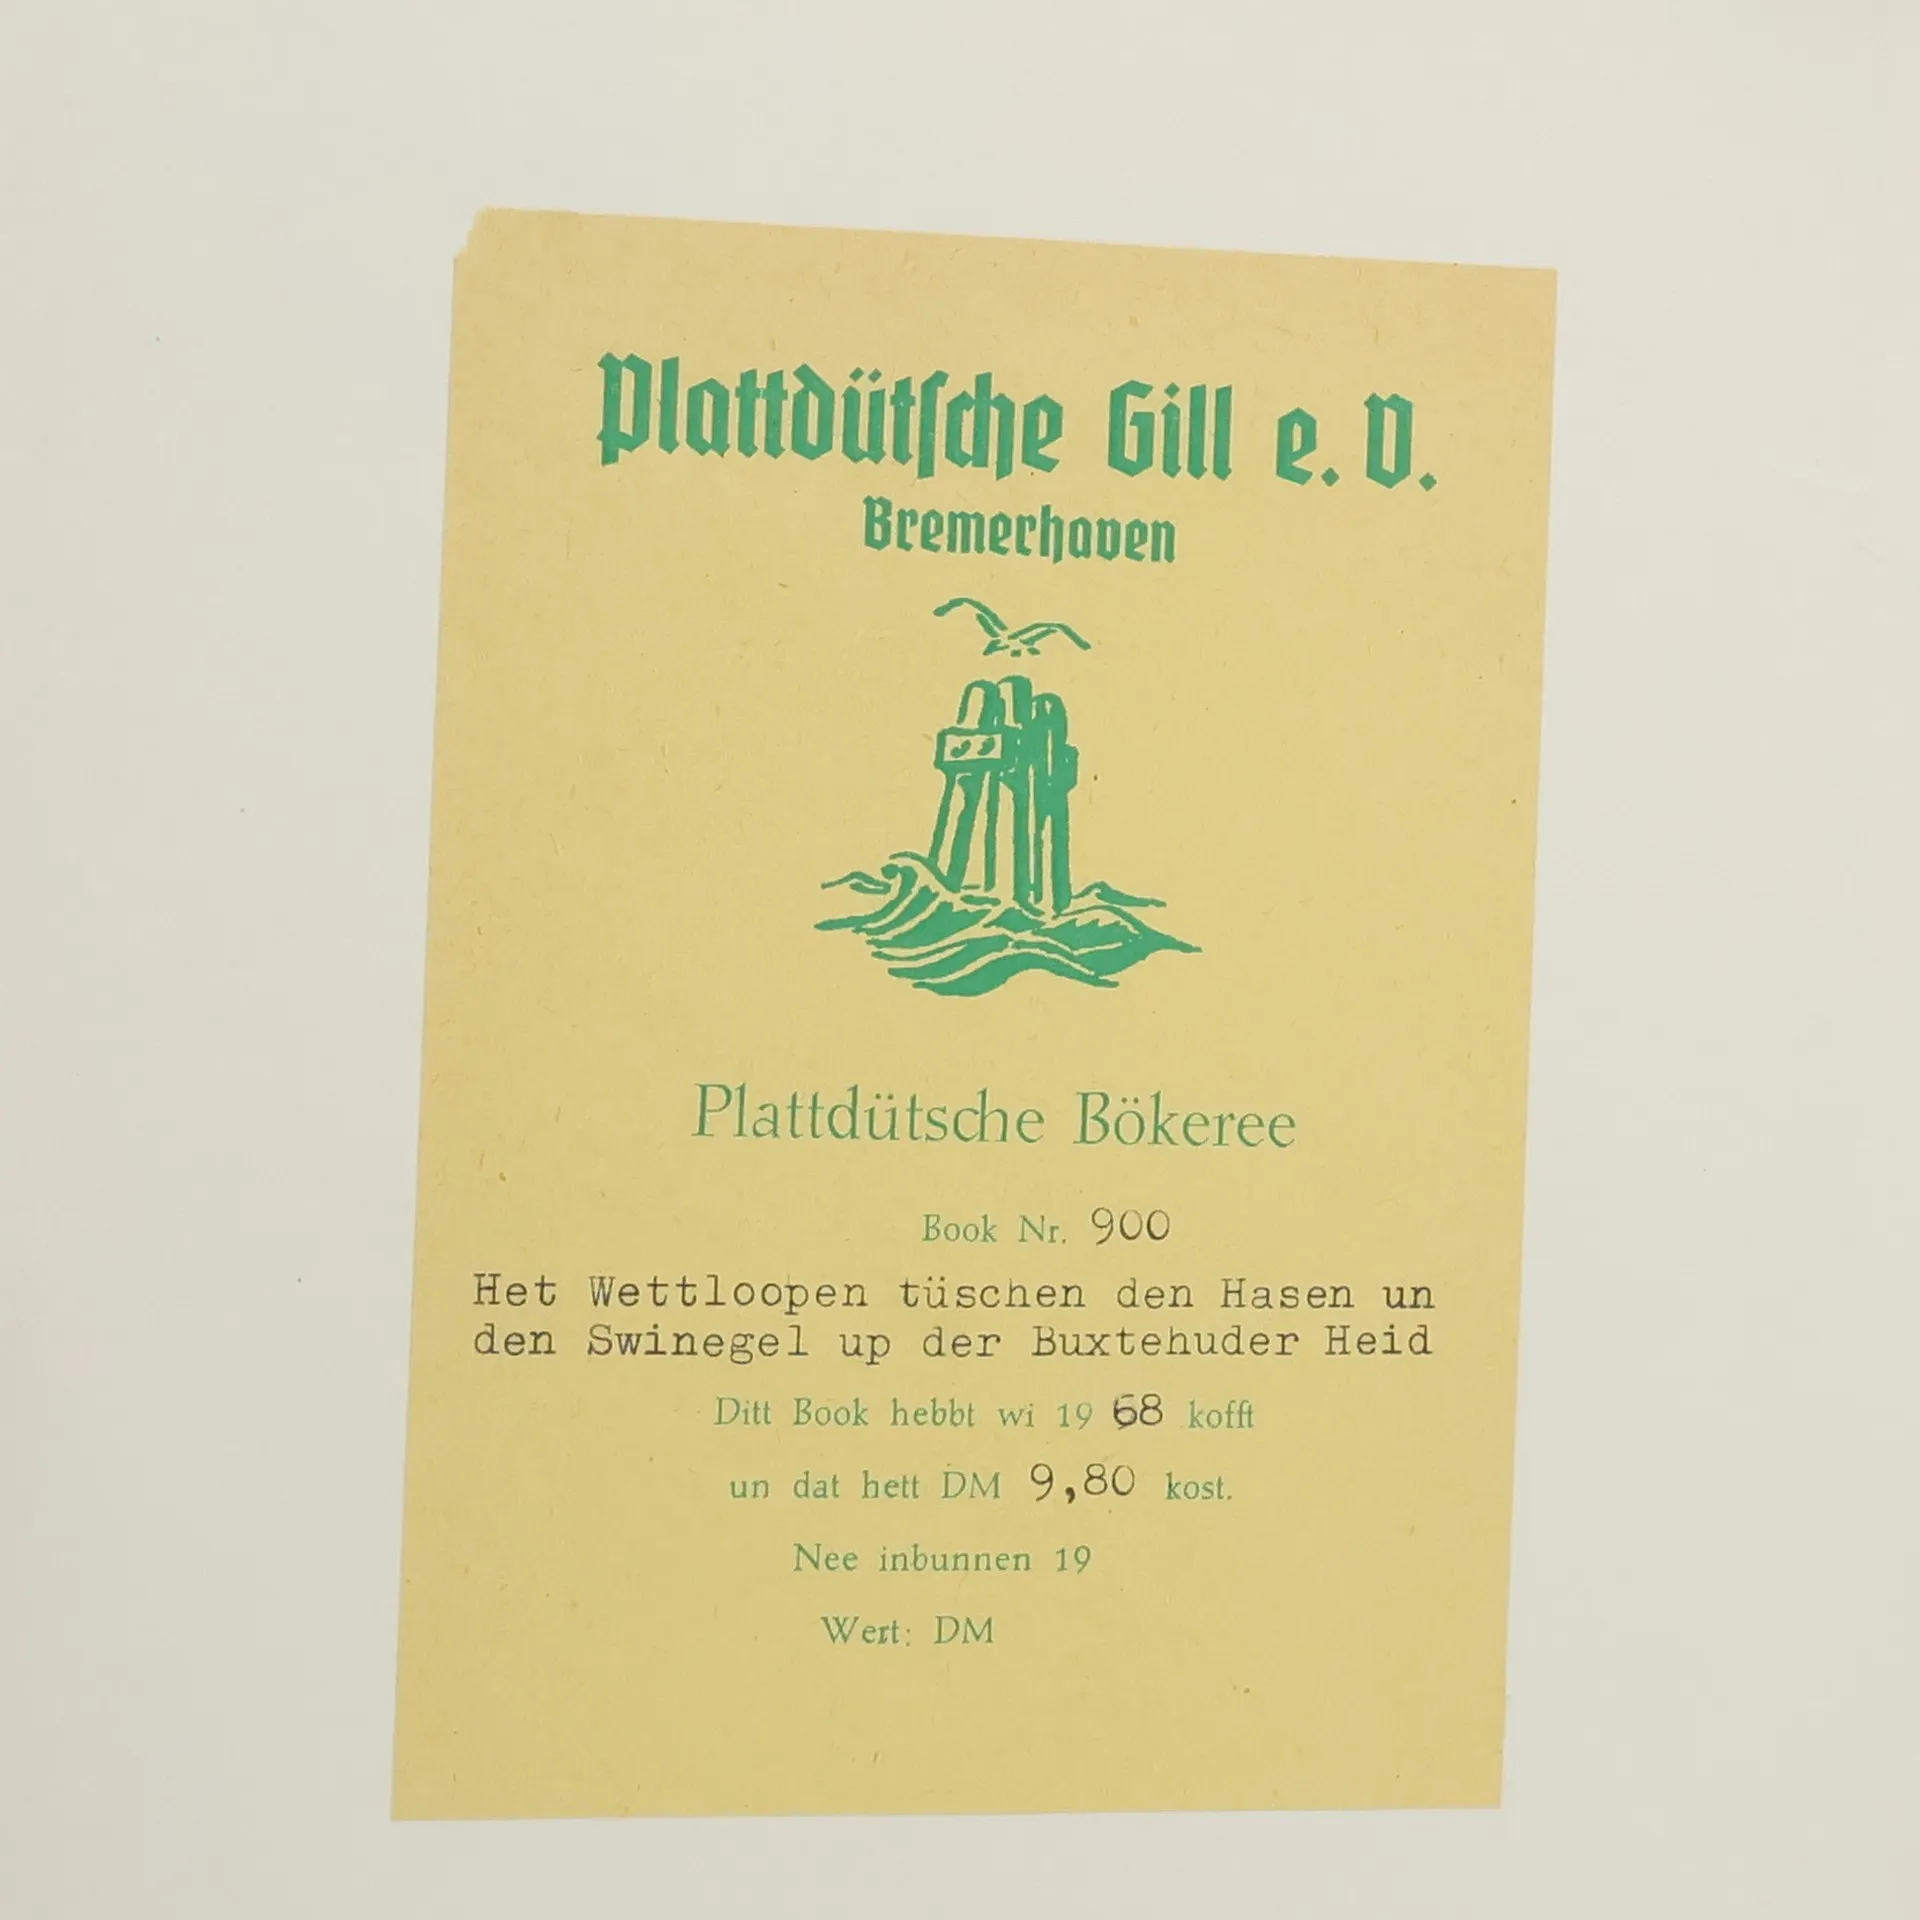 Plattdütsche Gill e. V.
Bremerhaven
Plattdütsche Bökeree
Book Nr. 900
Het Wettloopen tüschen den Hasen un
den Swinegel up der Buxtehuder Heid
Ditt Book hebbt wi 19 68 kofft
un dat hett DM 9,80 kost.
Nee inbunnen 19
Wert: DM